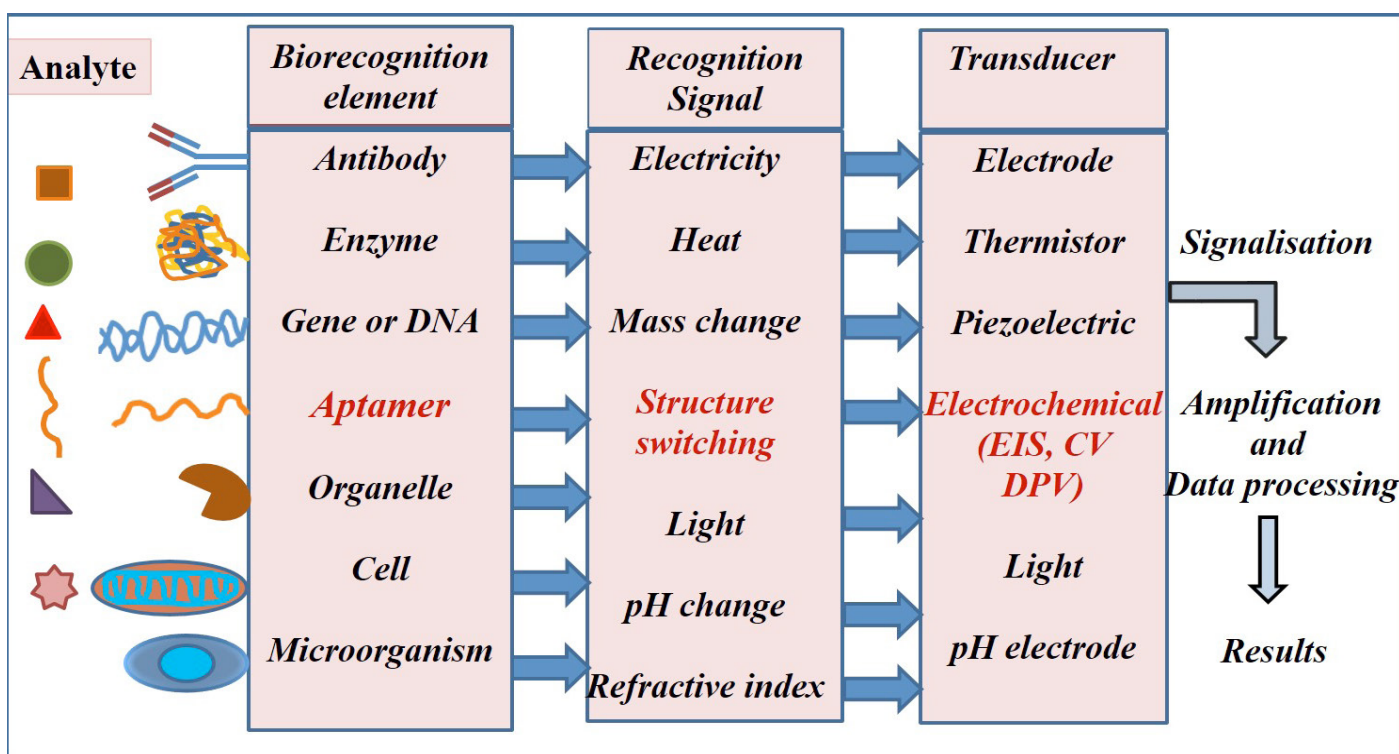 Analyte
Biorecognition
element
Antibody
Enzyme
Gene or DNA
Aptamer
Organelle
Cell
Microorganism
Recognition
Signal
Electricity
Heat
Mass change
Structure
switching
Light
pH change
Refractive index
Transducer
Electrode
Thermistor
Piezoelectric
Electrochemical
(EIS, CV
DPV)
Light
pH electrode
Signalisation
Amplification
and
Data processing
Results